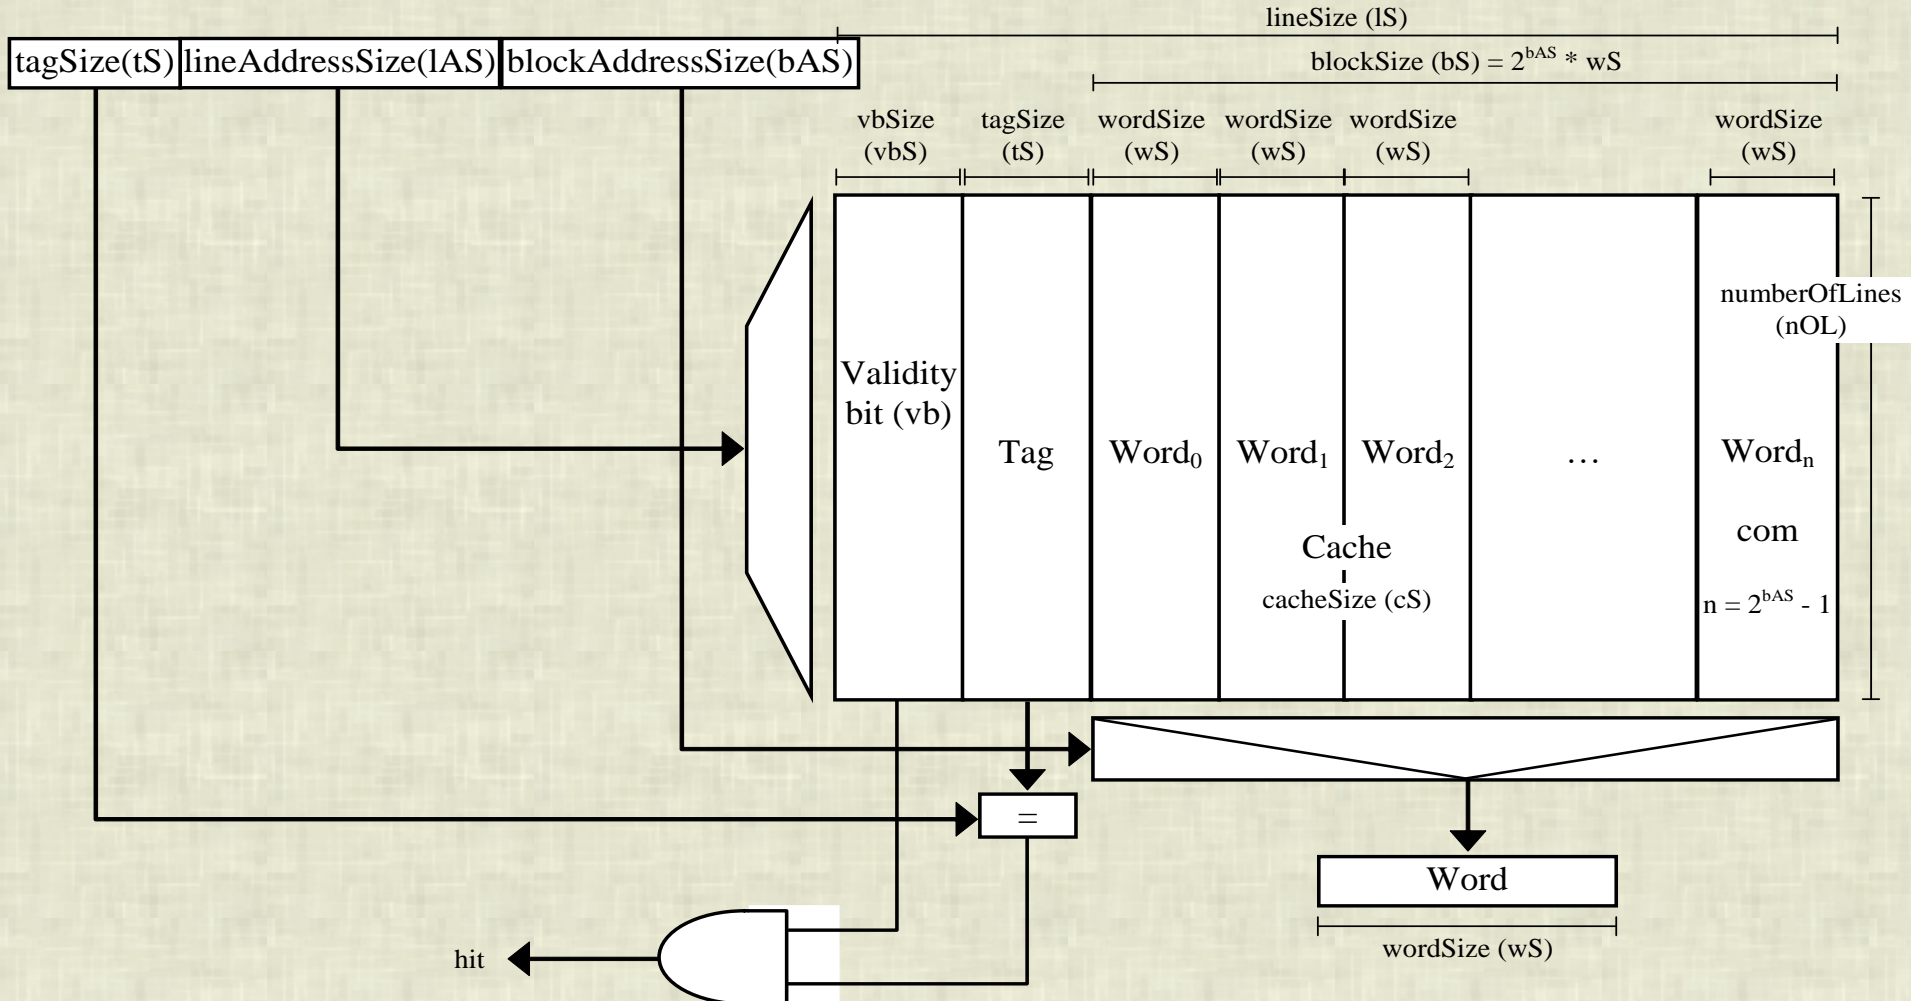 lineSize (lS)
tagSize(tS) lineAddressSize(lAS) blockAddressSize(bAS)
blockSize (bS) = 2^bAS * wS
vbSize tagSize wordSize wordSize wordSize wordSize
(vbS) (tS) (wS) (wS) (wS) (wS)
numberOfLines
(nOL)
Validity
bit (vb)
Tag Word0 Word1 Word2 … Wordn
com
Cache
cacheSize (cS)
n = 2^bAS - 1
=
Word
wordSize (wS)
hit